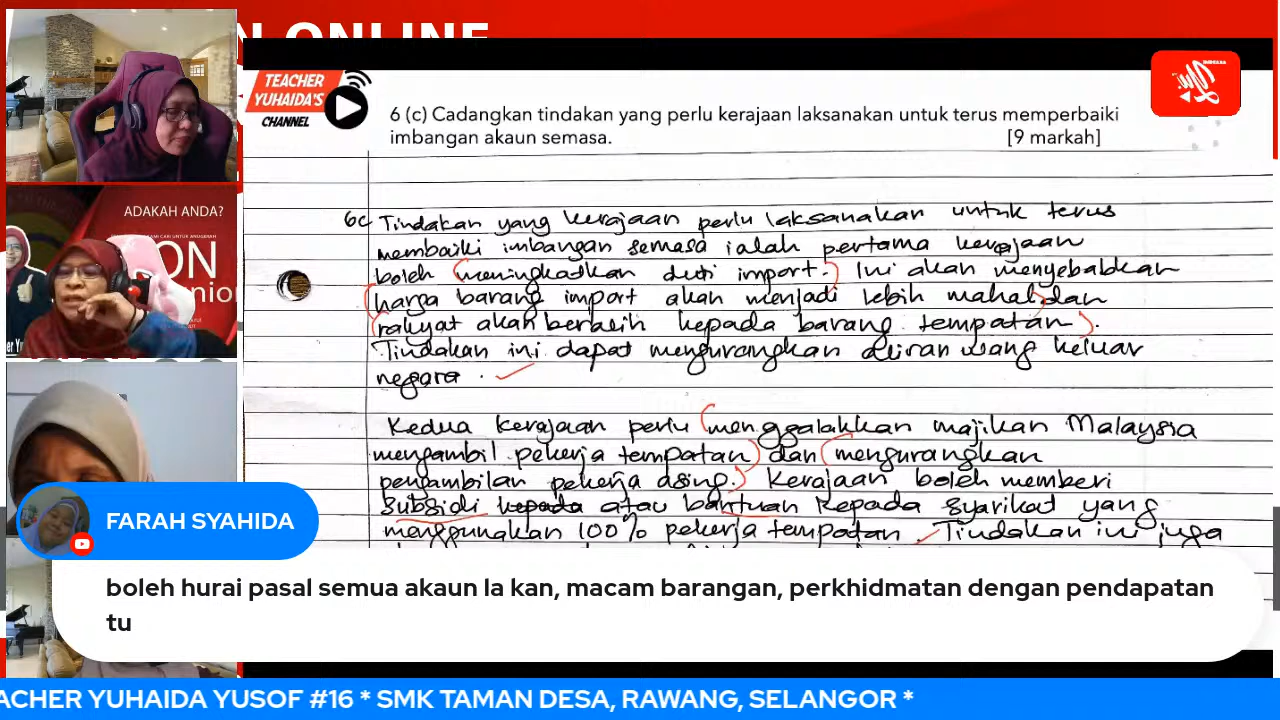 N ONLINE
TEACHER
YUHAIDA'S
CHANNEL
6 (c) Cadangkan tindakan yang perlu kerajaan laksanakan untuk terus memperbaiki
imbangan akaun semasa. [9 markah]
ADAKAH ANDA?
ON
nior
6c Tindakan yang kerajaan perlu laksanakan untuk terus
membaiki imbangan semasa ialah pertama kerajaan
boleh (meningkatkan duti import.) Ini akan menyebabkan
(harga barang import akan menjadi lebih mahal) dan
(rakyat akan beralih kepada barang tempatan).
Tindakan ini dapat mengurangkan aliran wang keluar
negara.
Kedua kerajaan perlu (menggalakkan majikan Malaysia
mengambil pekerja tempatan) dan (mengurangkan
pengambilan pekerja asing.) Kerajaan boleh memberi
subsidi kepada atau bantuan kepada syarikat yang
menggunakan 100% pekerja tempatan. Tindakan ini juga
FARAH SYAHIDA
boleh hurai pasal semua akaun la kan, macam barangan, perkhidmatan dengan pendapatan
tu
ACHER YUHAIDA YUSOF #16 * SMK TAMAN DESA, RAWANG, SELANGOR *